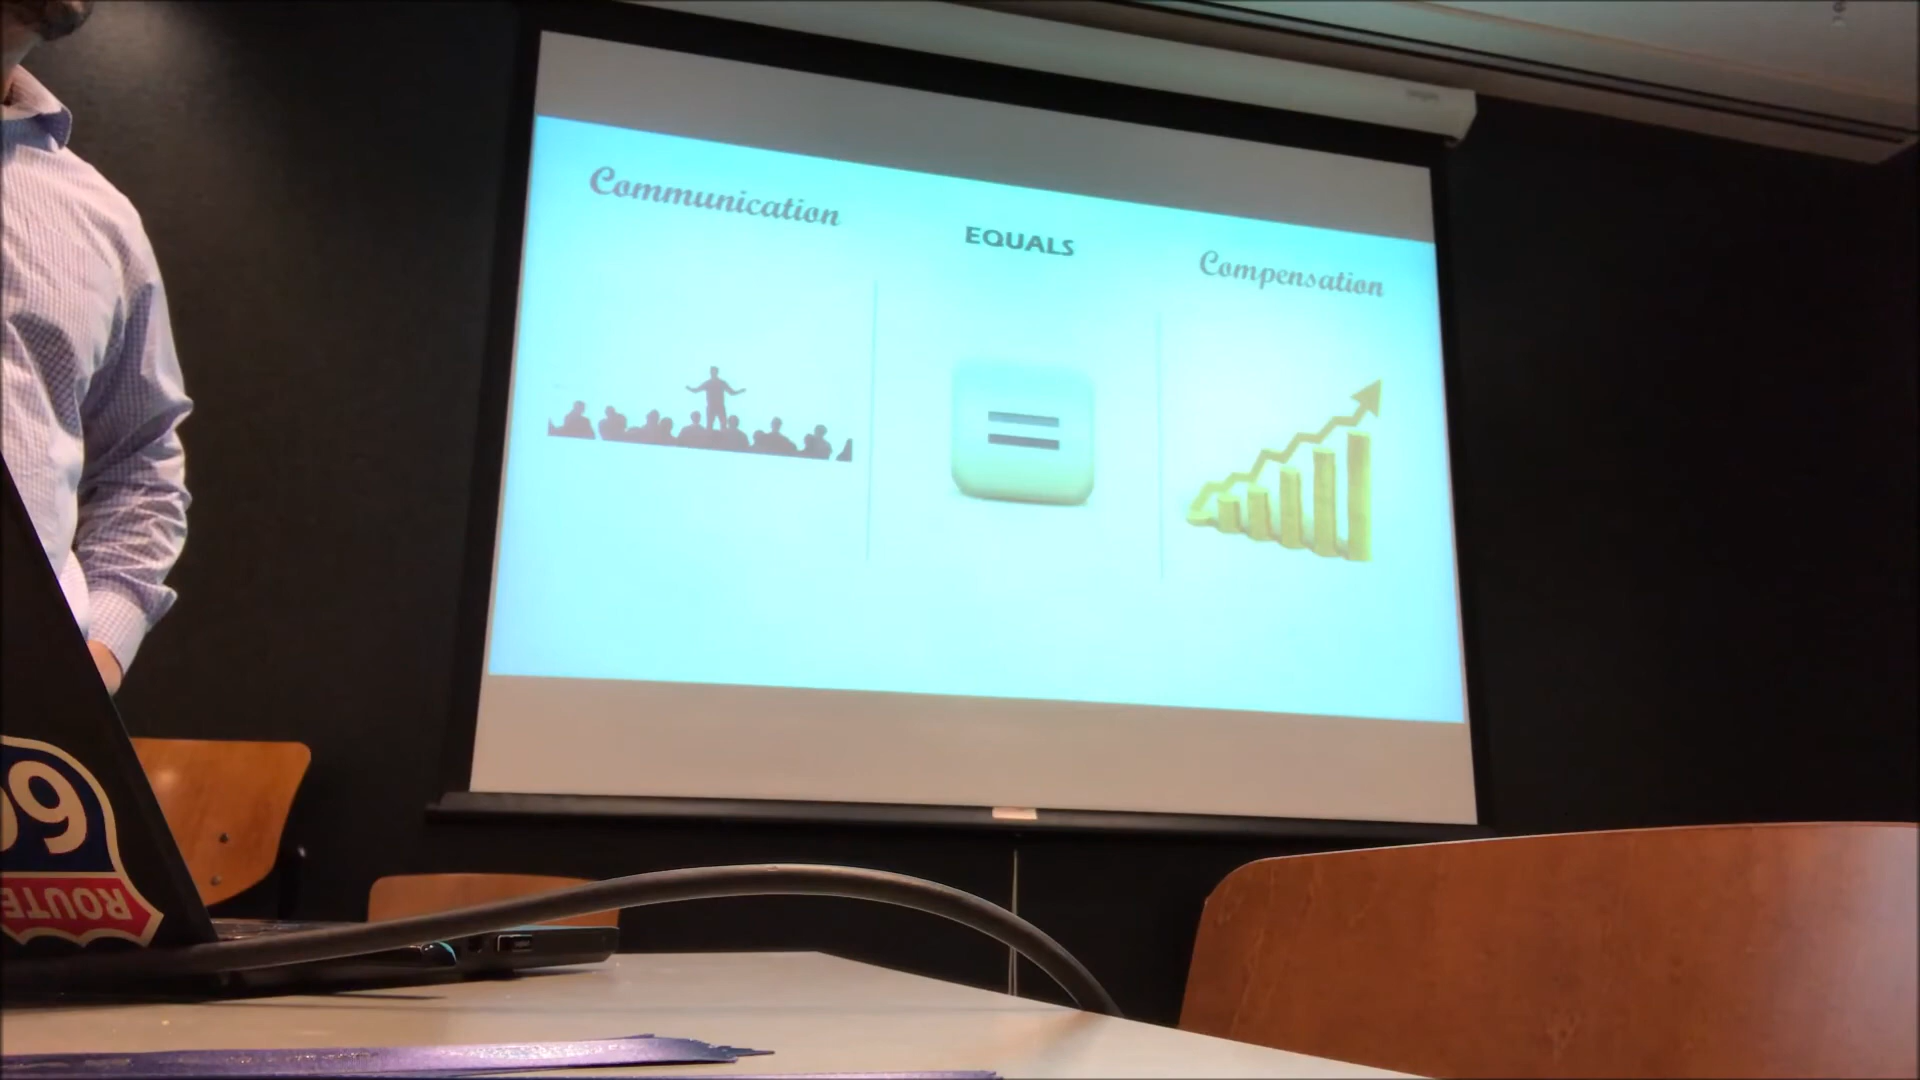 Communication
EQUALS
Compensation
=
ROUTE
66